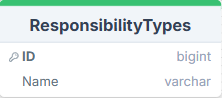 ResponsibilityTypes
ID bigint
Name varchar